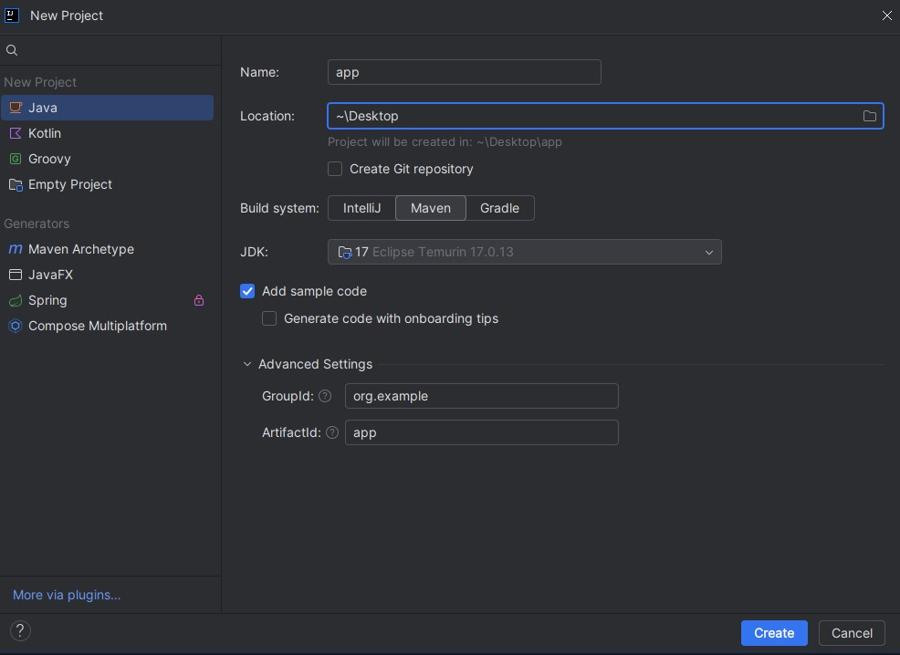 New Project
New Project
Java
Kotlin
Groovy
Empty Project
Generators
Maven Archetype
JavaFX
Spring
Compose Multiplatform
More via plugins...
?
Name: app
Location: ~\Desktop
Project will be created in: ~\Desktop\app
Create Git repository
Build system: IntelliJ Maven Gradle
JDK: 17 Eclipse Temurin 17.0.13
Add sample code
Generate code with onboarding tips
Advanced Settings
GroupId: ? org.example
ArtifactId: ? app
Create Cancel